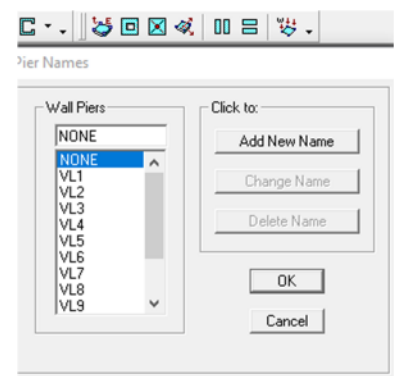 Pier Names
Wall Piers
NONE
NONE
VL1
VL2
VL3
VL4
VL5
VL6
VL7
VL8
VL9
Click to:
Add New Name
Change Name
Delete Name
OK
Cancel